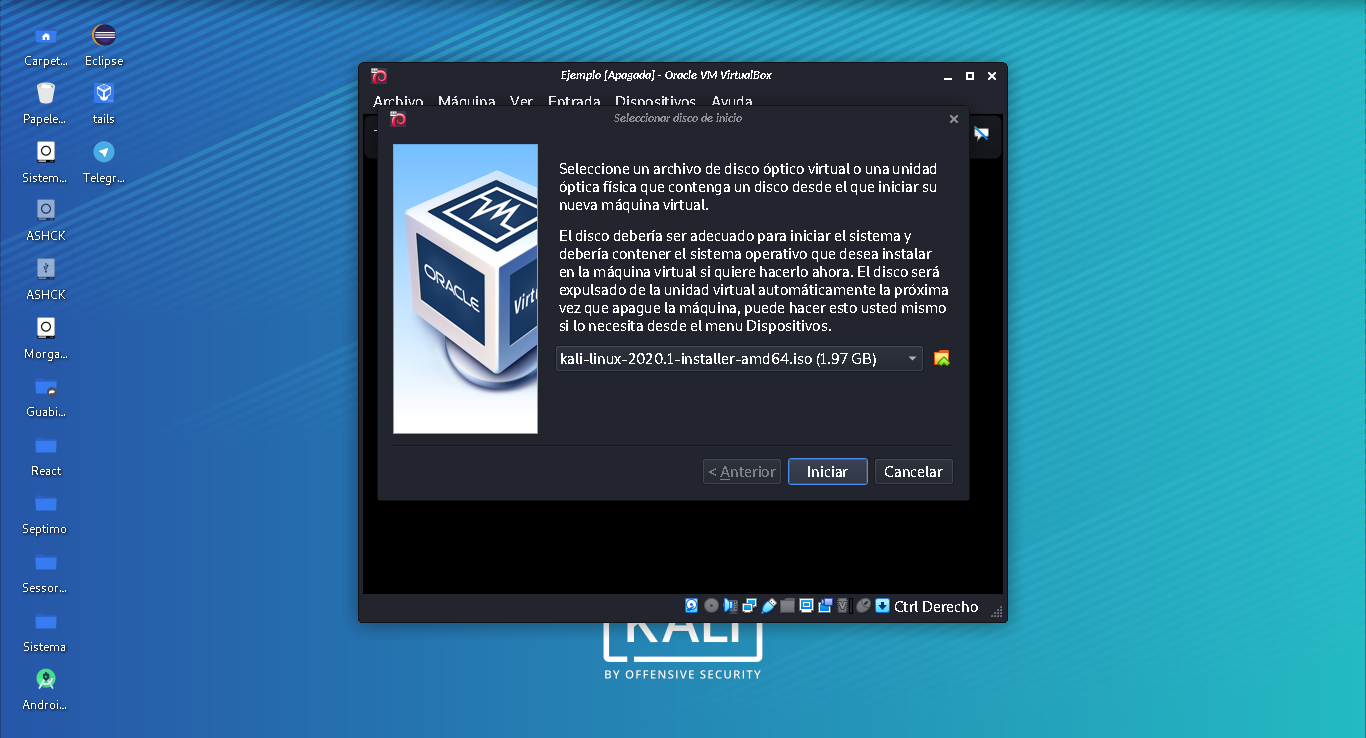 Carpet...
Eclipse
Papele...
tails
Sistem...
Telegr...
ASHCK
ASHCK
Morga...
Guabi...
React
Septimo
Sessor...
Sistema
Androi...
Ejemplo [Apagada] - Oracle VM VirtualBox
Archivo Máquina Ver Entrada Dispositivos Ayuda
Seleccionar disco de inicio
Seleccione un archivo de disco óptico virtual o una unidad
óptica física que contenga un disco desde el que iniciar su
nueva máquina virtual.
El disco debería ser adecuado para iniciar el sistema y
debería contener el sistema operativo que desea instalar
en la máquina virtual si quiere hacerlo ahora. El disco será
expulsado de la unidad virtual automáticamente la próxima
vez que apague la máquina, puede hacer esto usted mismo
si lo necesita desde el menu Dispositivos.
ORACLE
Virt
kali-linux-2020.1-installer-amd64.iso (1.97 GB)
< Anterior Iniciar Cancelar
Ctrl Derecho
KALI
BY OFFENSIVE SECURITY